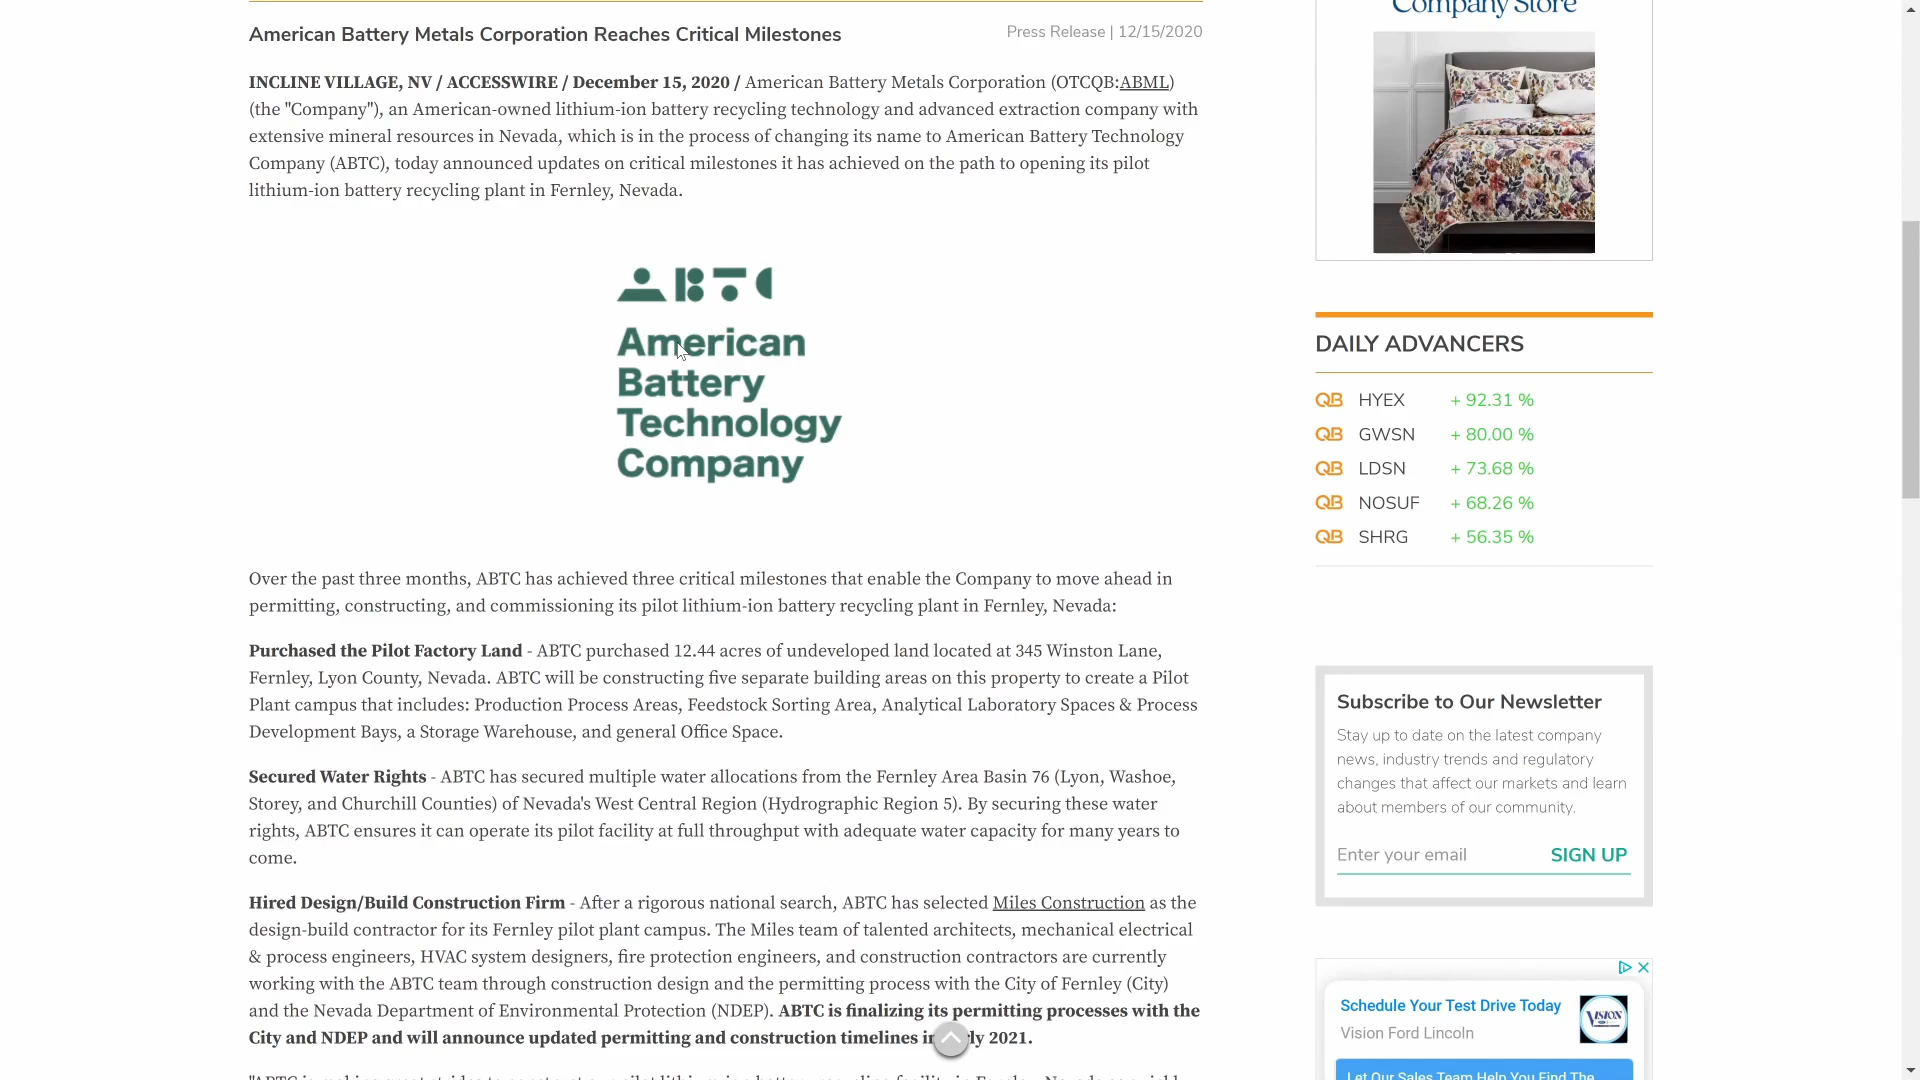 American Battery Metals Corporation Reaches Critical Milestones
Press Release | 12/15/2020
INCLINE VILLAGE, NV / ACCESSWIRE / December 15, 2020 / American Battery Metals Corporation (OTCQB:ABML)
(the "Company"), an American-owned lithium-ion battery recycling technology and advanced extraction company with
extensive mineral resources in Nevada, which is in the process of changing its name to American Battery Technology
Company (ABTC), today announced updates on critical milestones it has achieved on the path to opening its pilot
lithium-ion battery recycling plant in Fernley, Nevada.
ABTC
American
Battery
Technology
Company
Over the past three months, ABTC has achieved three critical milestones that enable the Company to move ahead in
permitting, constructing, and commissioning its pilot lithium-ion battery recycling plant in Fernley, Nevada:
Purchased the Pilot Factory Land - ABTC purchased 12.44 acres of undeveloped land located at 345 Winston Lane,
Fernley, Lyon County, Nevada. ABTC will be constructing five separate building areas on this property to create a Pilot
Plant campus that includes: Production Process Areas, Feedstock Sorting Area, Analytical Laboratory Spaces & Process
Development Bays, a Storage Warehouse, and general Office Space.
Secured Water Rights - ABTC has secured multiple water allocations from the Fernley Area Basin 76 (Lyon, Washoe,
Storey, and Churchill Counties) of Nevada's West Central Region (Hydrographic Region 5). By securing these water
rights, ABTC ensures it can operate its pilot facility at full throughput with adequate water capacity for many years to
come.
Hired Design/Build Construction Firm - After a rigorous national search, ABTC has selected Miles Construction as the
design-build contractor for its Fernley pilot plant campus. The Miles team of talented architects, mechanical electrical
& process engineers, HVAC system designers, fire protection engineers, and construction contractors are currently
working with the ABTC team through construction design and the permitting process with the City of Fernley (City)
and the Nevada Department of Environmental Protection (NDEP). ABTC is finalizing its permitting processes with the
City and NDEP and will announce updated permitting and construction timelines in 2021.
Company Store
DAILY ADVANCERS
QB HYEX + 92.31 %
QB GWSN + 80.00 %
QB LDSN + 73.68 %
QB NOSUF + 68.26 %
QB SHRG + 56.35 %
Subscribe to Our Newsletter
Stay up to date on the latest company
news, industry trends and regulatory
changes that affect our markets and learn
about members of our community.
Enter your email SIGN UP
Schedule Your Test Drive Today
Vision Ford Lincoln
VISION
Let Our Sales Team Help You Find The